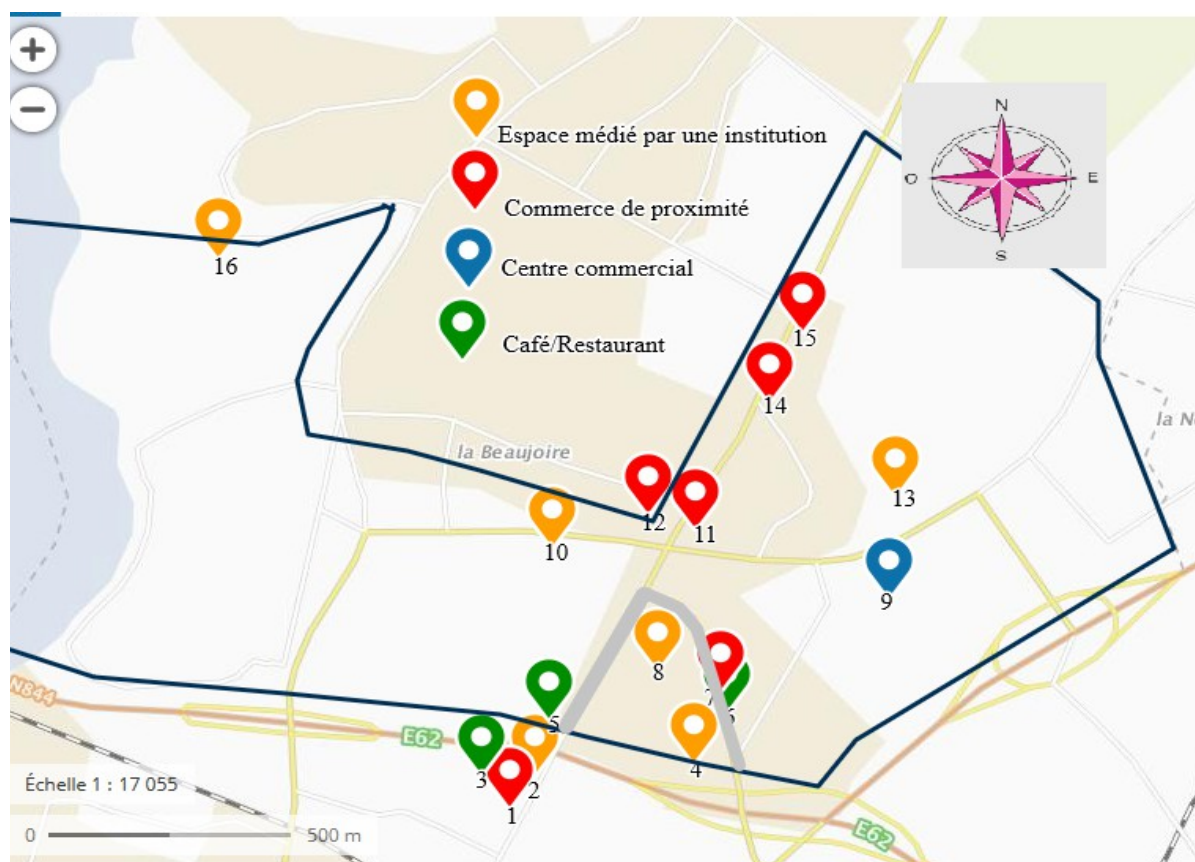 +
−
N
O
E
S
Espace médié par une institution
Commerce de proximité
Centre commercial
Café/Restaurant
16
15
14
la Beaujoire
la No
13
12
11
10
9
8
7
6
5
4
3
2
1
N844
E62
E62
Échelle 1 : 17 055
0
500 m